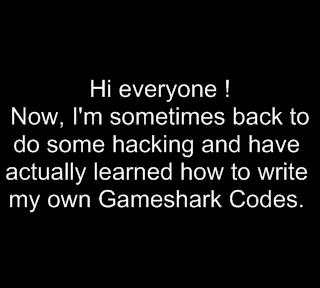 Hi everyone !
Now, I'm sometimes back to
do some hacking and have
actually learned how to write
my own Gameshark Codes.